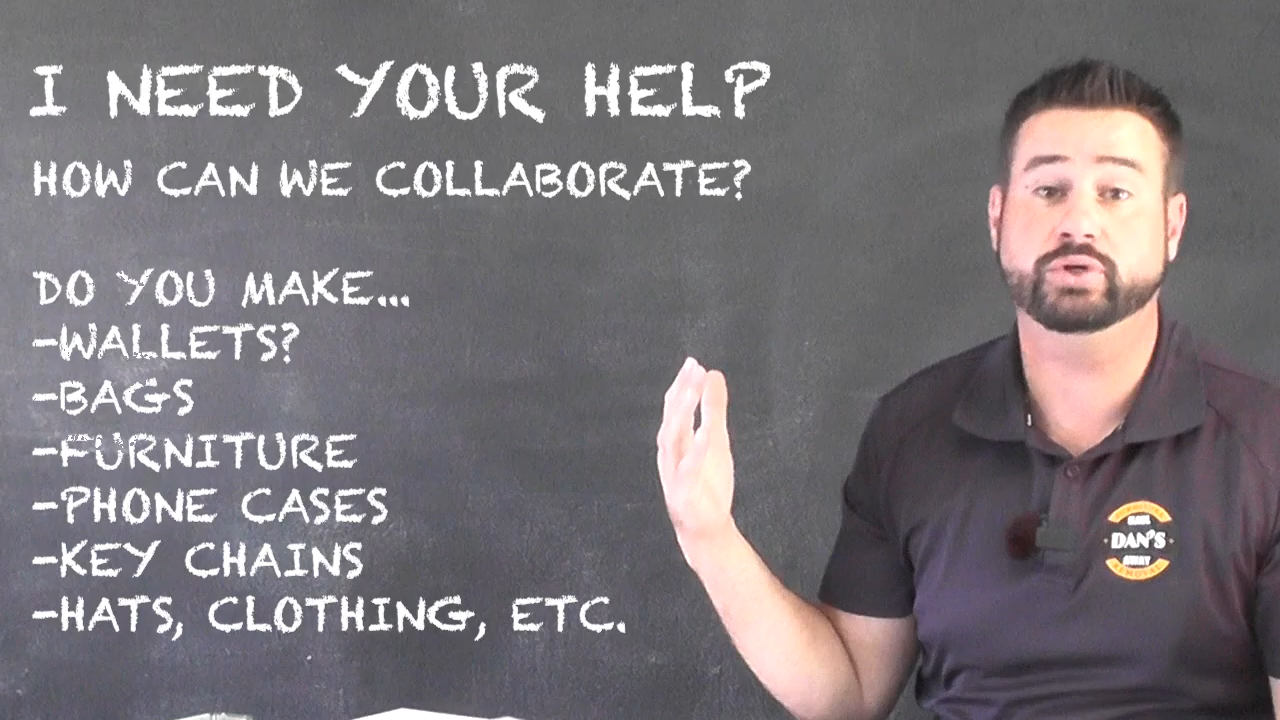 I NEED YOUR HELP
HOW CAN WE COLLABORATE?
DO YOU MAKE...
-WALLETS?
-BAGS
-FURNITURE
-PHONE CASES
-KEY CHAINS
-HATS, CLOTHING, ETC.
DAN'S
REMOVAL